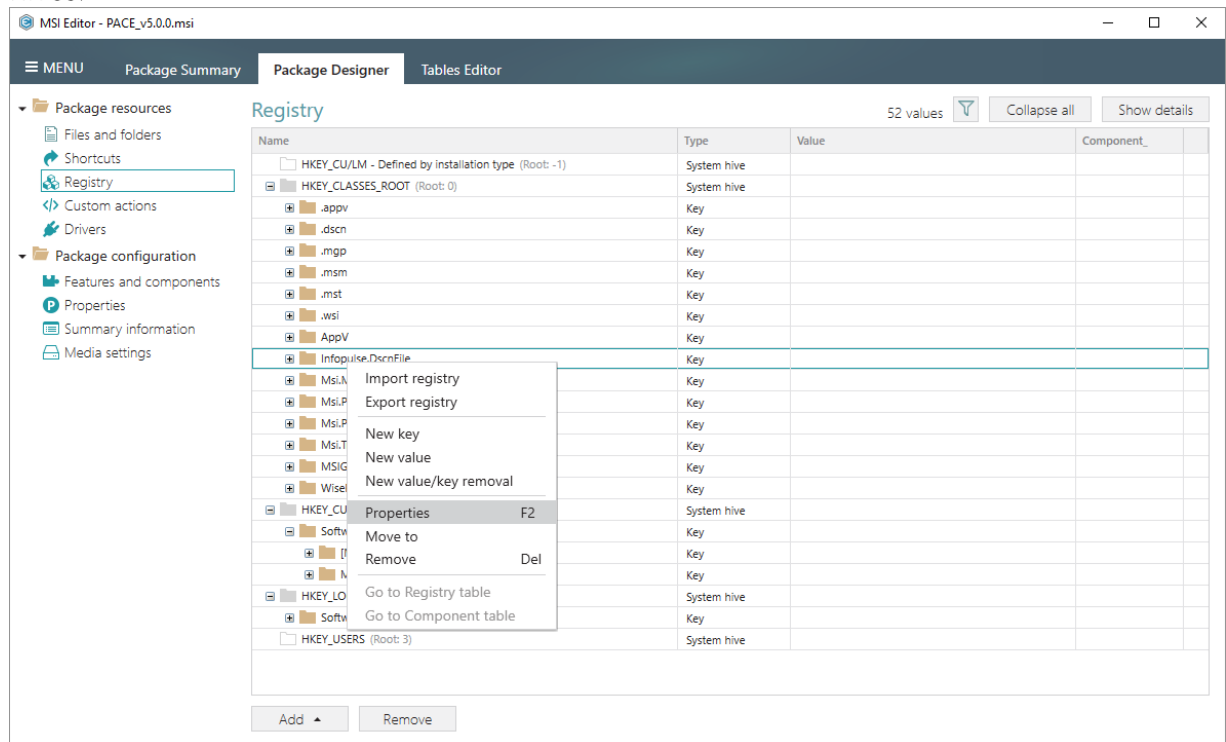 MSI Editor - PACE_v5.0.0.msi
MENU Package Summary Package Designer Tables Editor
Package resources
Files and folders
Shortcuts
Registry
Custom actions
Drivers
Package configuration
Features and components
Properties
Summary information
Media settings
Registry 52 values Collapse all Show details
Name Type Value Component_
HKEY_CU/LM - Defined by installation type (Root: -1) System hive
HKEY_CLASSES_ROOT (Root: 0) System hive
.appv Key
.dscn Key
.mgp Key
.msm Key
.mst Key
.wsi Key
AppV Key
Infopulse.DscnFile Key
Msi.M Key
Msi.P Key
Msi.P Key
Msi.T Key
MSIG Key
Wisel Key
HKEY_CU System hive
Softw Key
Key
Key
HKEY_LO System hive
Softw Key
HKEY_USERS (Root: 3) System hive
Import registry
Export registry
New key
New value
New value/key removal
Properties F2
Move to
Remove Del
Go to Registry table
Go to Component table
Add Remove